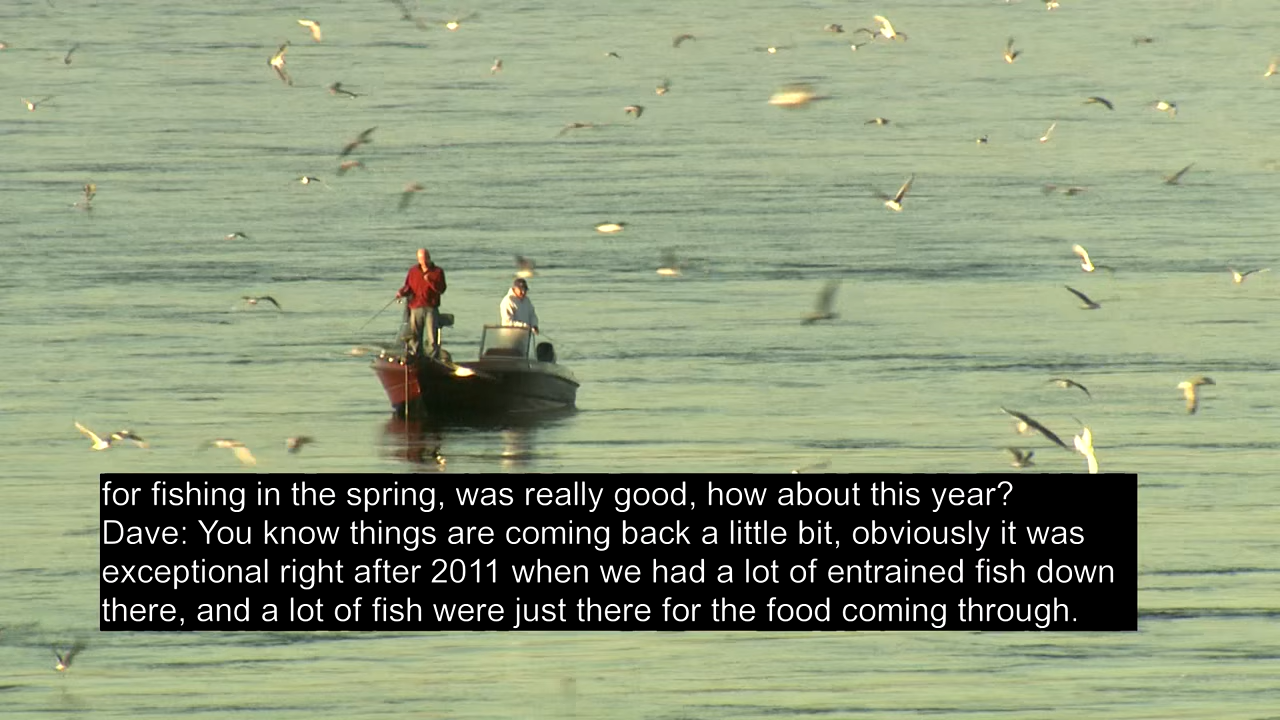 for fishing in the spring, was really good, how about this year?
Dave: You know things are coming back a little bit, obviously it was
exceptional right after 2011 when we had a lot of entrained fish down
there, and a lot of fish were just there for the food coming through.